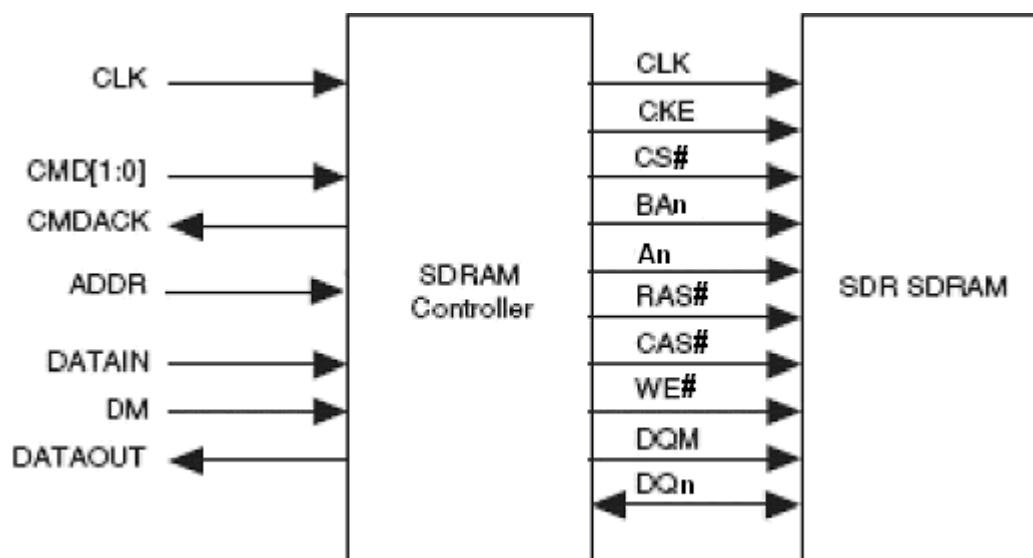 CLK
CMD[1:0]
CMDACK
ADDR
DATAIN
DM
DATAOUT
SDRAM
Controller
CLK
CKE
CS#
BAn
An
RAS#
CAS#
WE#
DQM
DQn
SDR SDRAM